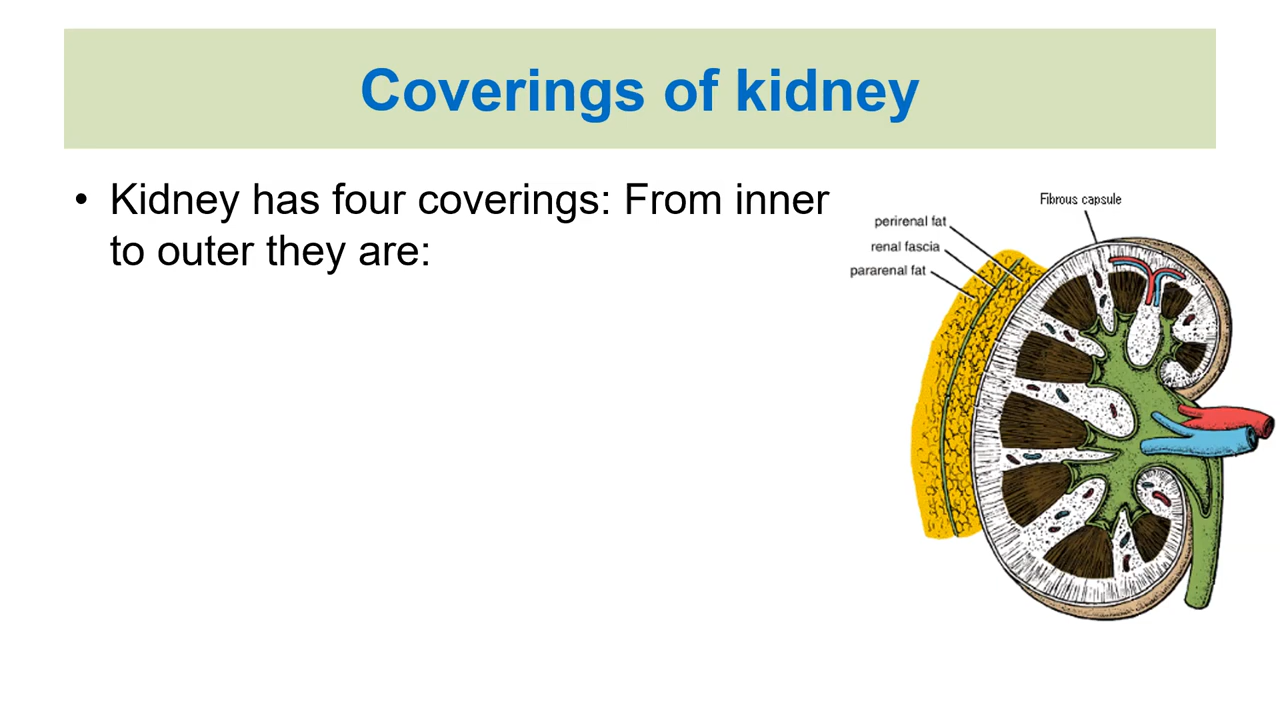 Coverings of kidney
• Kidney has four coverings: From inner
to outer they are:
Fibrous capsule
perirenal fat
renal fascia
pararenal fat